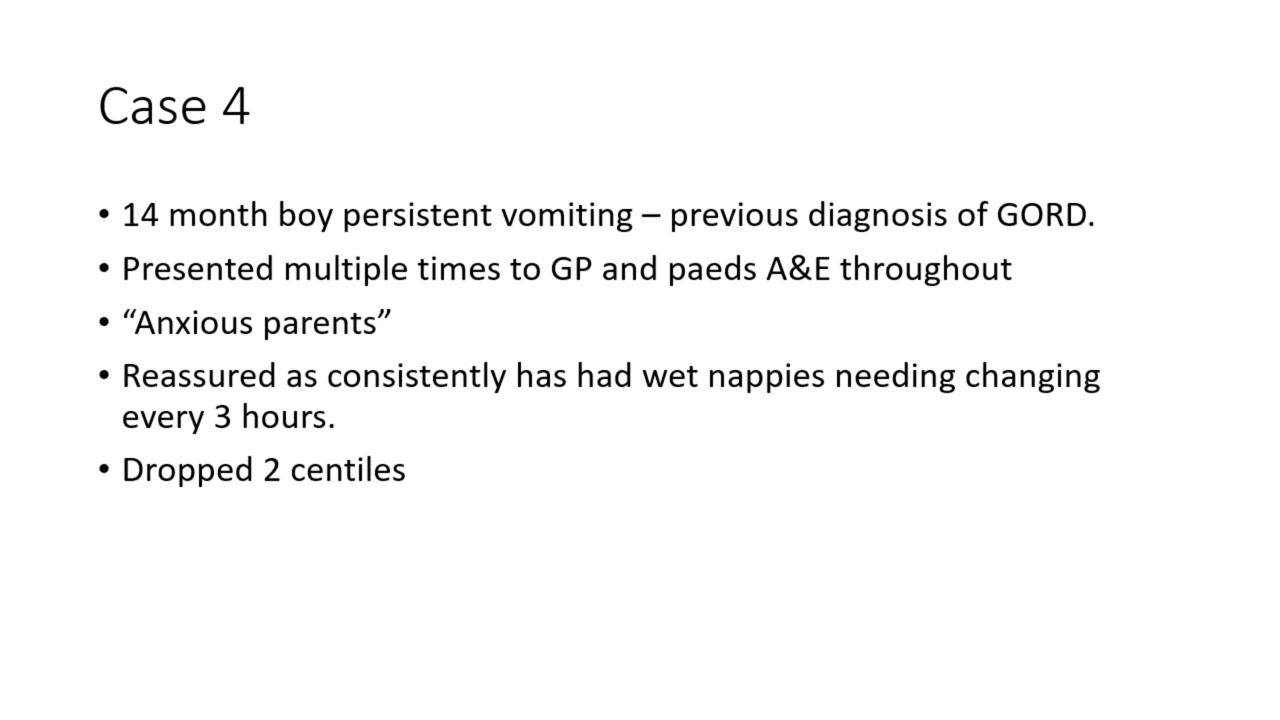 Case 4
• 14 month boy persistent vomiting – previous diagnosis of GORD.
• Presented multiple times to GP and paeds A&E throughout
• “Anxious parents”
• Reassured as consistently has had wet nappies needing changing
every 3 hours.
• Dropped 2 centiles